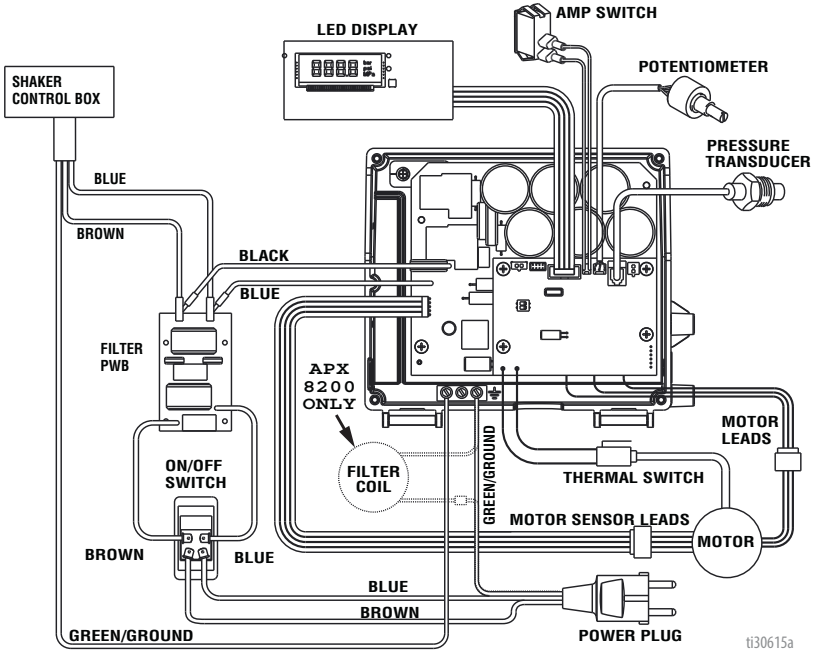 AMP SWITCH
LED DISPLAY
SHAKER
CONTROL BOX
POTENTIOMETER
PRESSURE
TRANSDUCER
BLUE
BROWN
BLACK
BLUE
FILTER
PWB
APX
8200
ONLY
FILTER
COIL
GREEN/GROUND
MOTOR
LEADS
THERMAL SWITCH
ON/OFF
SWITCH
MOTOR SENSOR LEADS
MOTOR
BROWN
BLUE
BLUE
BROWN
GREEN/GROUND
POWER PLUG
ti30615a